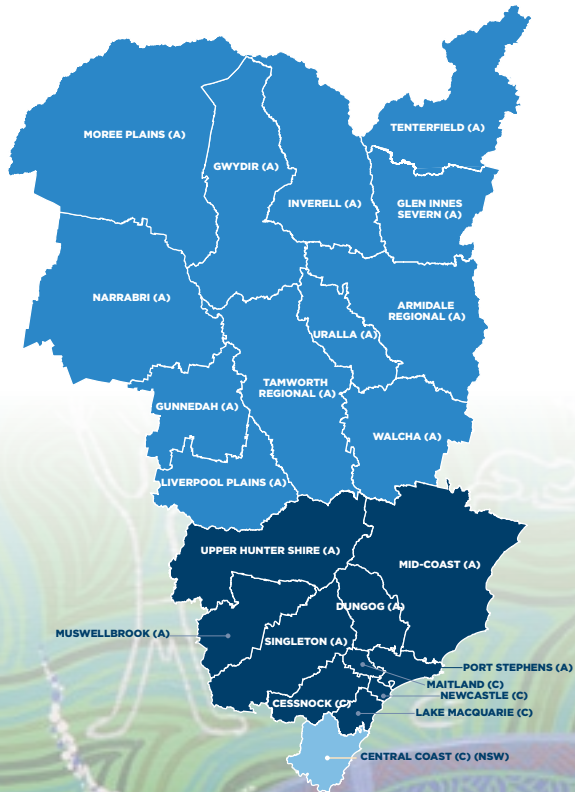 TENTERFIELD (A)
MOREE PLAINS (A)
GWYDIR (A)
INVERELL (A)
GLEN INNES
SEVERN (A)
NARRABRI (A)
ARMIDALE
REGIONAL (A)
URALLA (A)
TAMWORTH
REGIONAL (A)
GUNNEDAH (A)
WALCHA (A)
LIVERPOOL PLAINS (A)
UPPER HUNTER SHIRE (A)
MID-COAST (A)
DUNGOG (A)
MUSWELLBROOK (A)
SINGLETON (A)
PORT STEPHENS (A)
MAITLAND (C)
NEWCASTLE (C)
CESSNOCK (C)
LAKE MACQUARIE (C)
CENTRAL COAST (C) (NSW)